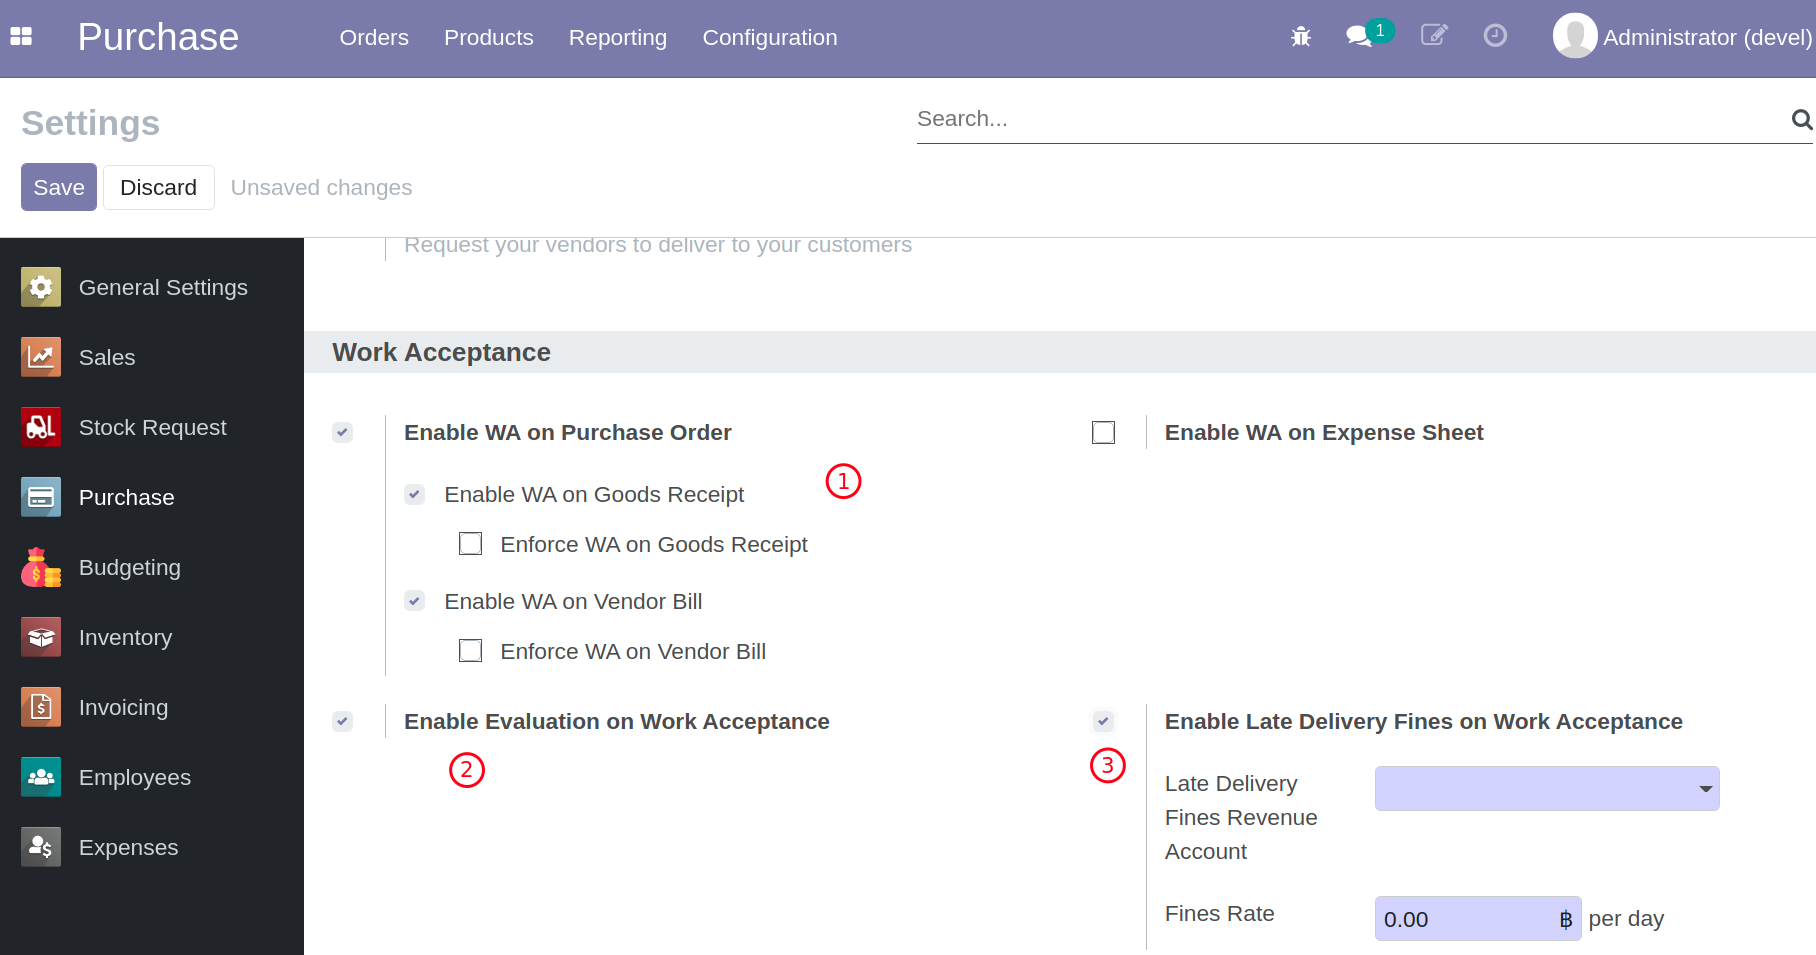 Purchase
Orders
Products
Reporting
Configuration
1
Administrator (devel)
Settings
Search...
Save
Discard
Unsaved changes
General Settings
Sales
Stock Request
Purchase
Budgeting
Inventory
Invoicing
Employees
Expenses
Request your vendors to deliver to your customers
Work Acceptance
Enable WA on Purchase Order
Enable WA on Expense Sheet
1
Enable WA on Goods Receipt
Enforce WA on Goods Receipt
Enable WA on Vendor Bill
Enforce WA on Vendor Bill
Enable Evaluation on Work Acceptance
2
Enable Late Delivery Fines on Work Acceptance
3
Late Delivery
Fines Revenue
Account
Fines Rate
0.00 ฿ per day